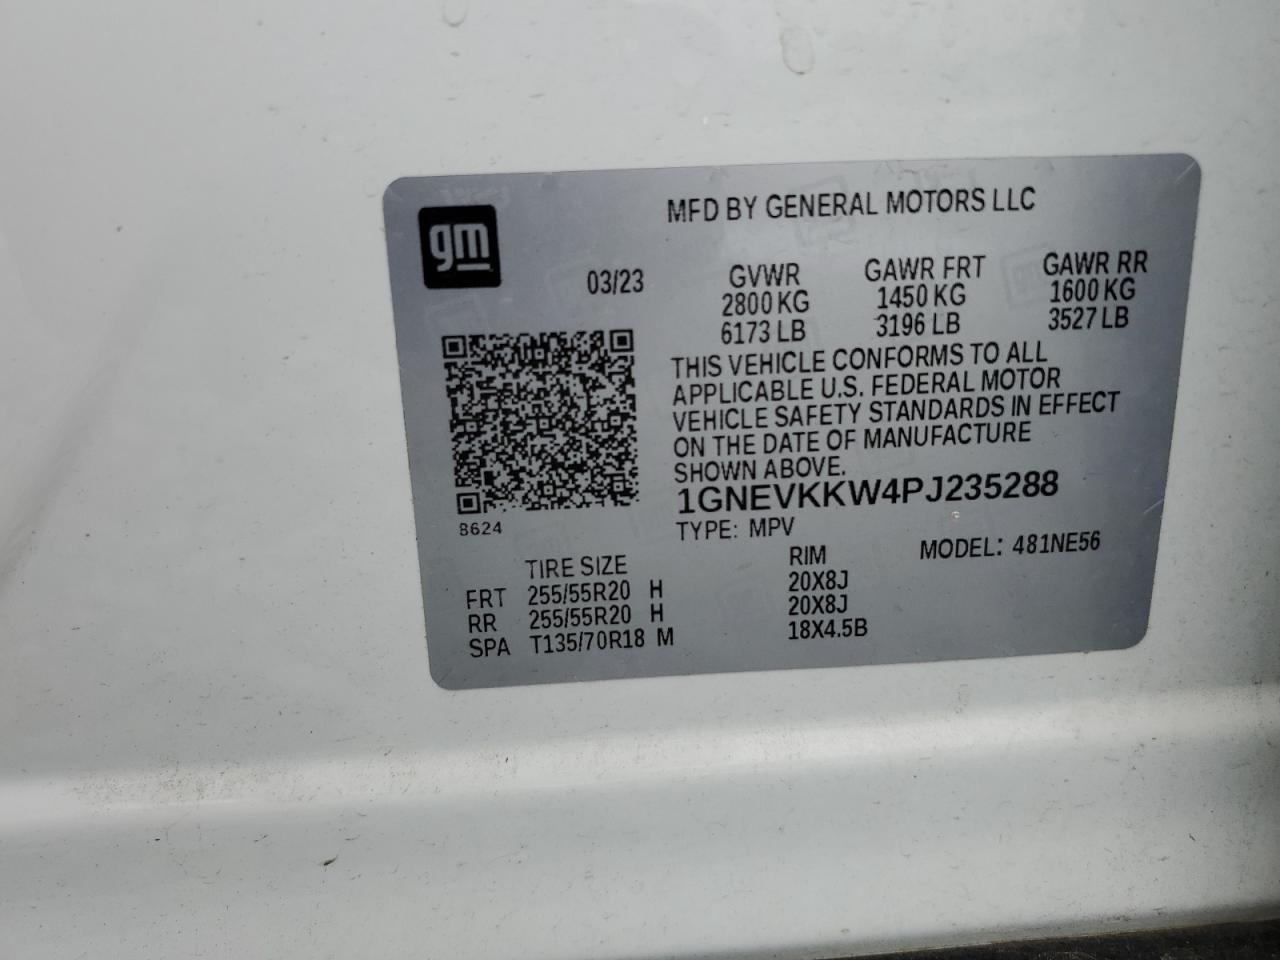 gm
MFD BY GENERAL MOTORS LLC
03/23
GVWR GAWR FRT GAWR RR
2800 KG 1450 KG 1600 KG
6173 LB 3196 LB 3527 LB
THIS VEHICLE CONFORMS TO ALL
APPLICABLE U.S. FEDERAL MOTOR
VEHICLE SAFETY STANDARDS IN EFFECT
ON THE DATE OF MANUFACTURE
SHOWN ABOVE.
1GNEVKKW4PJ235288
8624
TYPE: MPV
MODEL: 481NE56
TIRE SIZE RIM
FRT 255/55R20 H 20X8J
RR 255/55R20 H 20X8J
SPA T135/70R18 M 18X4.5B